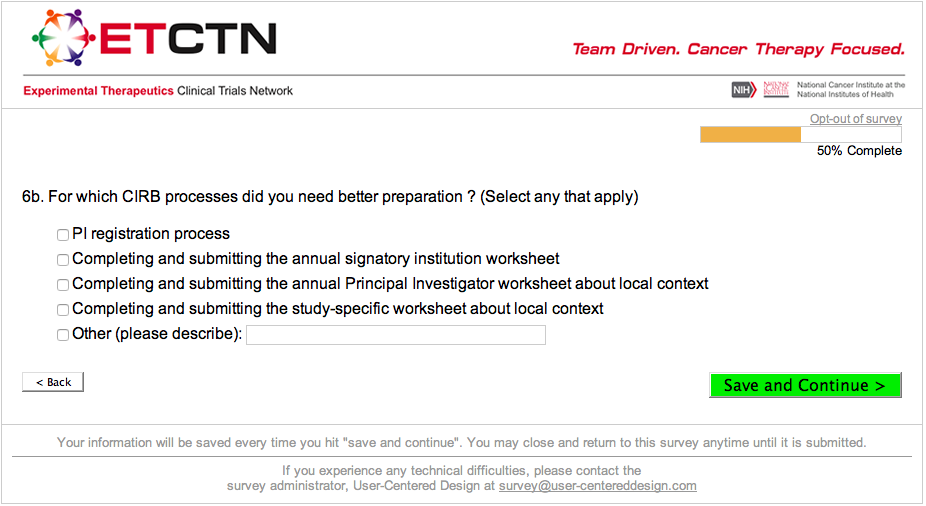 ETCTN
Team Driven. Cancer Therapy Focused.
Experimental Therapeutics Clinical Trials Network
NIH
NATIONAL
CANCER
INSTITUTE
National Cancer Institute at the
National Institutes of Health
Opt-out of survey
50% Complete
6b. For which CIRB processes did you need better preparation ? (Select any that apply)
PI registration process
Completing and submitting the annual signatory institution worksheet
Completing and submitting the annual Principal Investigator worksheet about local context
Completing and submitting the study-specific worksheet about local context
Other (please describe):
< Back
Save and Continue >
Your information will be saved every time you hit "save and continue". You may close and return to this survey anytime until it is submitted.
If you experience any technical difficulties, please contact the
survey administrator, User-Centered Design at survey@user-centereddesign.com